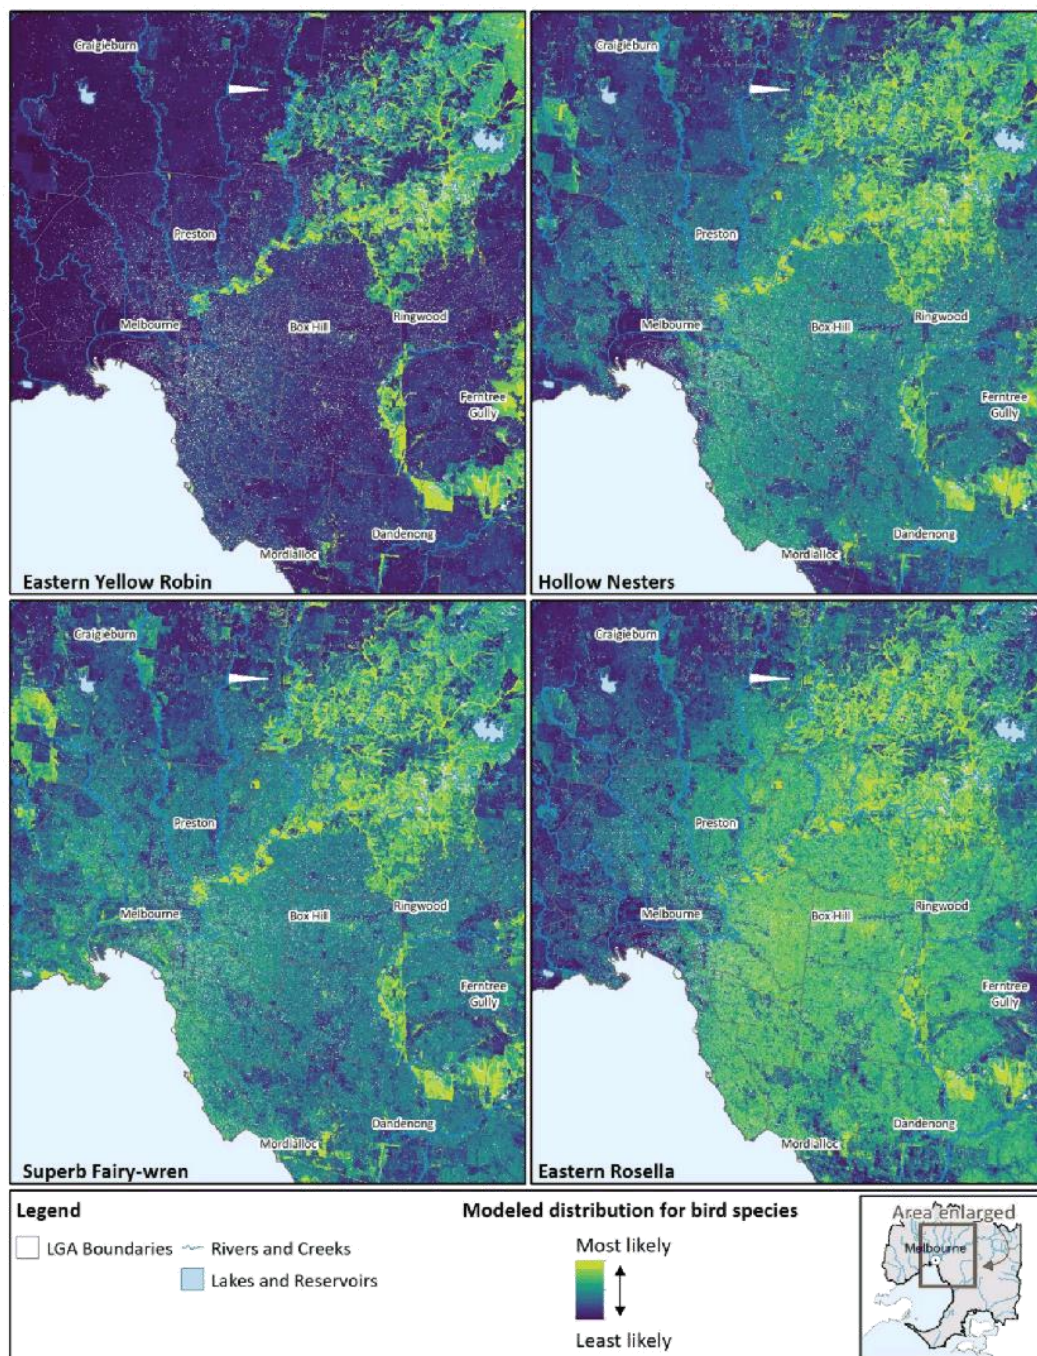 Craigieburn
Preston
Melbourne
Box Hill
Ringwood
Ferntree
Gully
Dandenong
Mordialloc
Eastern Yellow Robin
Craigieburn
Preston
Melbourne
Box Hill
Ringwood
Ferntree
Gully
Dandenong
Mordialloc
Hollow Nesters
Craigieburn
Preston
Melbourne
Box Hill
Ringwood
Ferntree
Gully
Dandenong
Mordialloc
Superb Fairy-wren
Craigieburn
Preston
Melbourne
Box Hill
Ringwood
Ferntree
Gully
Dandenong
Mordialloc
Eastern Rosella
Legend
LGA Boundaries
Rivers and Creeks
Lakes and Reservoirs
Modeled distribution for bird species
Most likely
Least likely
Area enlarged
Melbourne